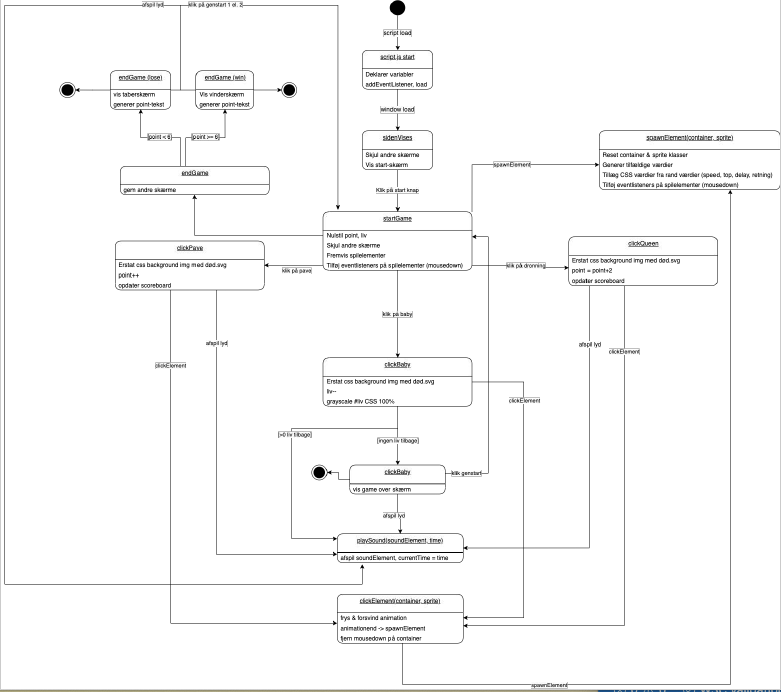 afspil lyd
klik på genstart 1 el. 2
script load
script.js start
Deklarer variabler
addEventListener, load
window load
endGame (lose)
vis taberskærm
generer point-tekst
endGame (win)
Vis vinderskærm
generer point-tekst
[point < 6]
[point >= 6]
sidenVises
Skjul andre skærme
Vis start-skærm
Klik på start knap
spawnElement(container, sprite)
Reset container & sprite klasser
Generer tilfældige værdier
Tillæg CSS værdier fra rand værdier (speed, top, delay, retning)
Tilføj eventlisteners på spilelementer (mousedown)
spawnElement
endGame
gem andre skærme
startGame
Nulstil point, liv
Skjul andre skærme
Fremvis spilelementer
Tilføj eventlisteners på spilelementer (mousedown)
clickPave
Erstat css background img med død.svg
point++
opdater scoreboard
klik på pave
klik på dronning
clickQueen
Erstat css background img med død.svg
point = point+2
opdater scoreboard
klik på baby
afspil lyd
afspil lyd
clickElement
clickElement
clickBaby
Erstat css background img med død.svg
liv--
grayscale #liv CSS 100%
clickElement
[>0 liv tilbage]
[ingen liv tilbage]
clickBaby
vis game over skærm
klik genstart
afspil lyd
playSound(soundElement, time)
afspil soundElement, currentTime = time
clickElement(container, sprite)
frys & forsvind animation
animationend -> spawnElement
fjern mousedown på container
spawnElement